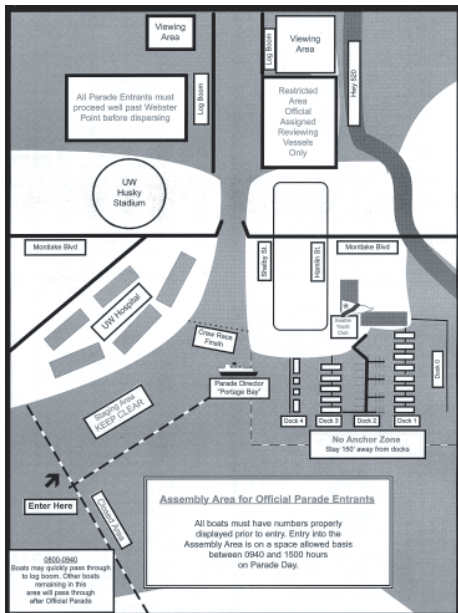 Viewing
Area
Log Boom
Viewing
Area
Hwy 520
All Parade Entrants must
proceed well past Webster
Point before dispersing
Log Boom
Restricted
Area
Official
Assigned
Reviewing
Vessels
Only
UW
Husky
Stadium
Montlake Blvd
Shelby St.
Hamlin St.
Montlake Blvd
UW Hospital
Seattle
Yacht
Club
Crew Race
Finish
Parade Director
"Portage Bay"
Dock 0
Staging Area
KEEP CLEAR
Dock 4
Dock 3
Dock 2
Dock 1
No Anchor Zone
Stay 150' away from docks
Enter Here
Closed Area
Assembly Area for Official Parade Entrants
All boats must have numbers properly
displayed prior to entry. Entry into the
Assembly Area is on a space allowed basis
between 0940 and 1500 hours
on Parade Day.
0800-0940
Boats may quickly pass through
to log boom. Other boats
remaining in this
area will pass through
after Official Parade